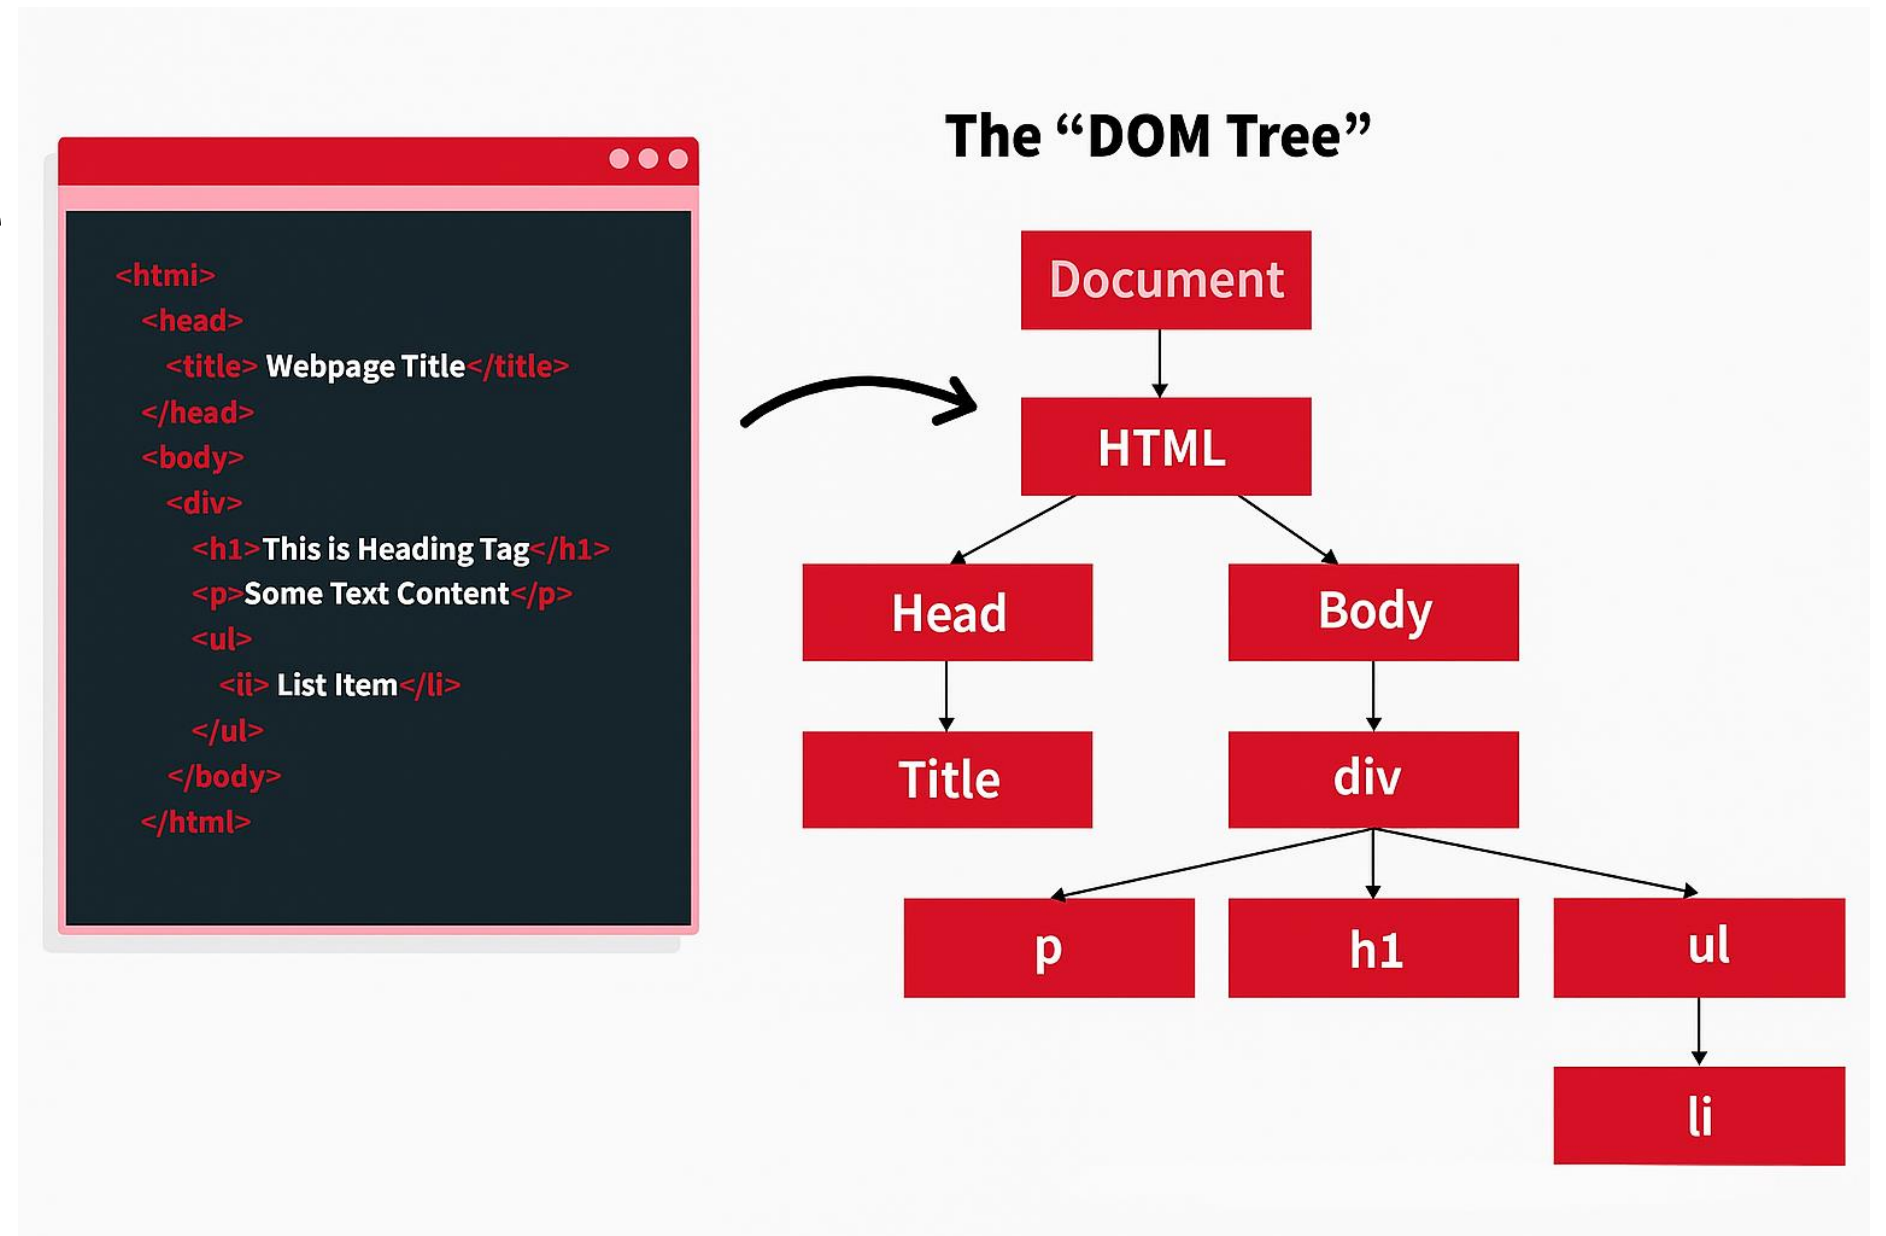 The “DOM Tree”
<htmi>
<head>
<title> Webpage Title</title>
</head>
<body>
<div>
<h1>This is Heading Tag</h1>
<p>Some Text Content</p>
<ul>
<ii> List Item</li>
</ul>
</body>
</html>
Document
HTML
Head
Body
Title
div
p
h1
ul
li